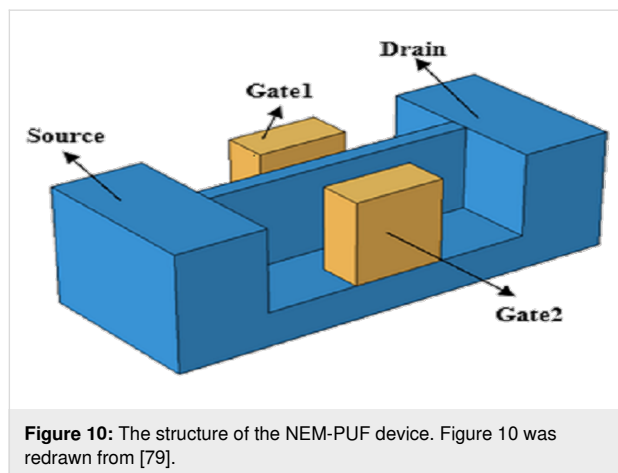 Drain
Gate1
Source
Gate2
Figure 10: The structure of the NEM-PUF device. Figure 10 was
redrawn from [79].